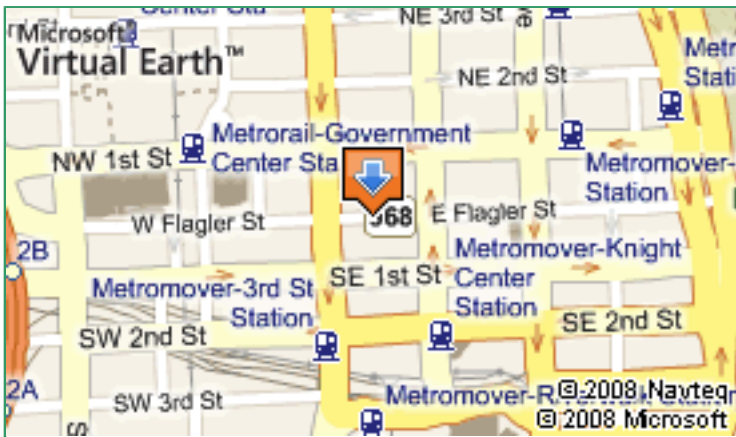 Center Sta
NE 3rd St
Microsoft®
Virtual Earth™
NE 2nd St
Metro
Stati
Metrorail-Government
Center Sta
NW 1st St
Metromover-
Station
W Flagler St
968
E Flagler St
2B
Metromover-Knight
Center
Station
SE 1st St
Metromover-3rd St
Station
SW 2nd St
SE 2nd St
2A
SW 3rd St
© 2008 Navteq
© 2008 Microsoft